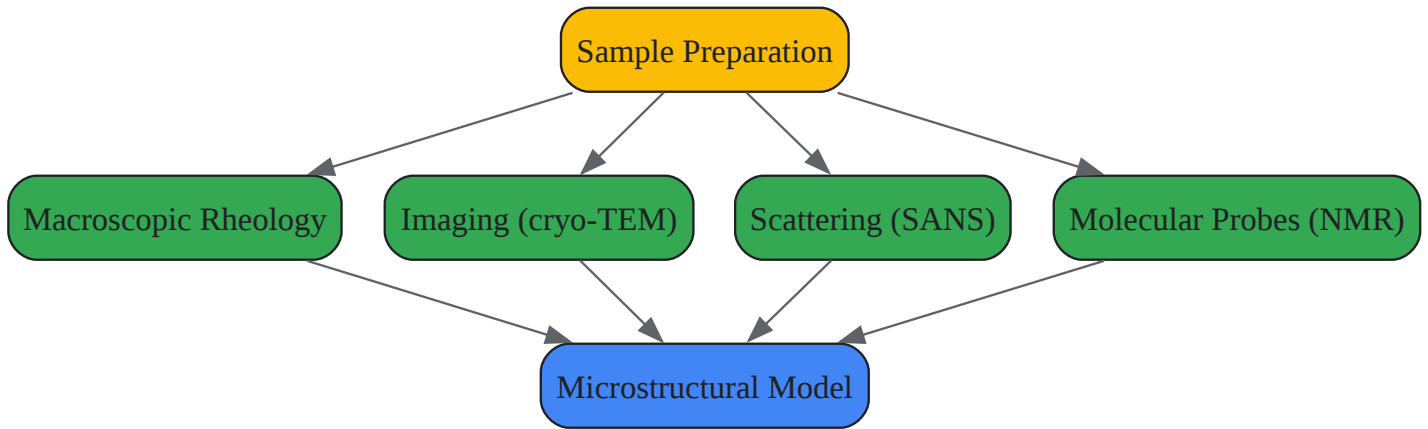 Sample Preparation
Macroscopic Rheology
Imaging (cryo-TEM)
Scattering (SANS)
Molecular Probes (NMR)
Microstructural Model